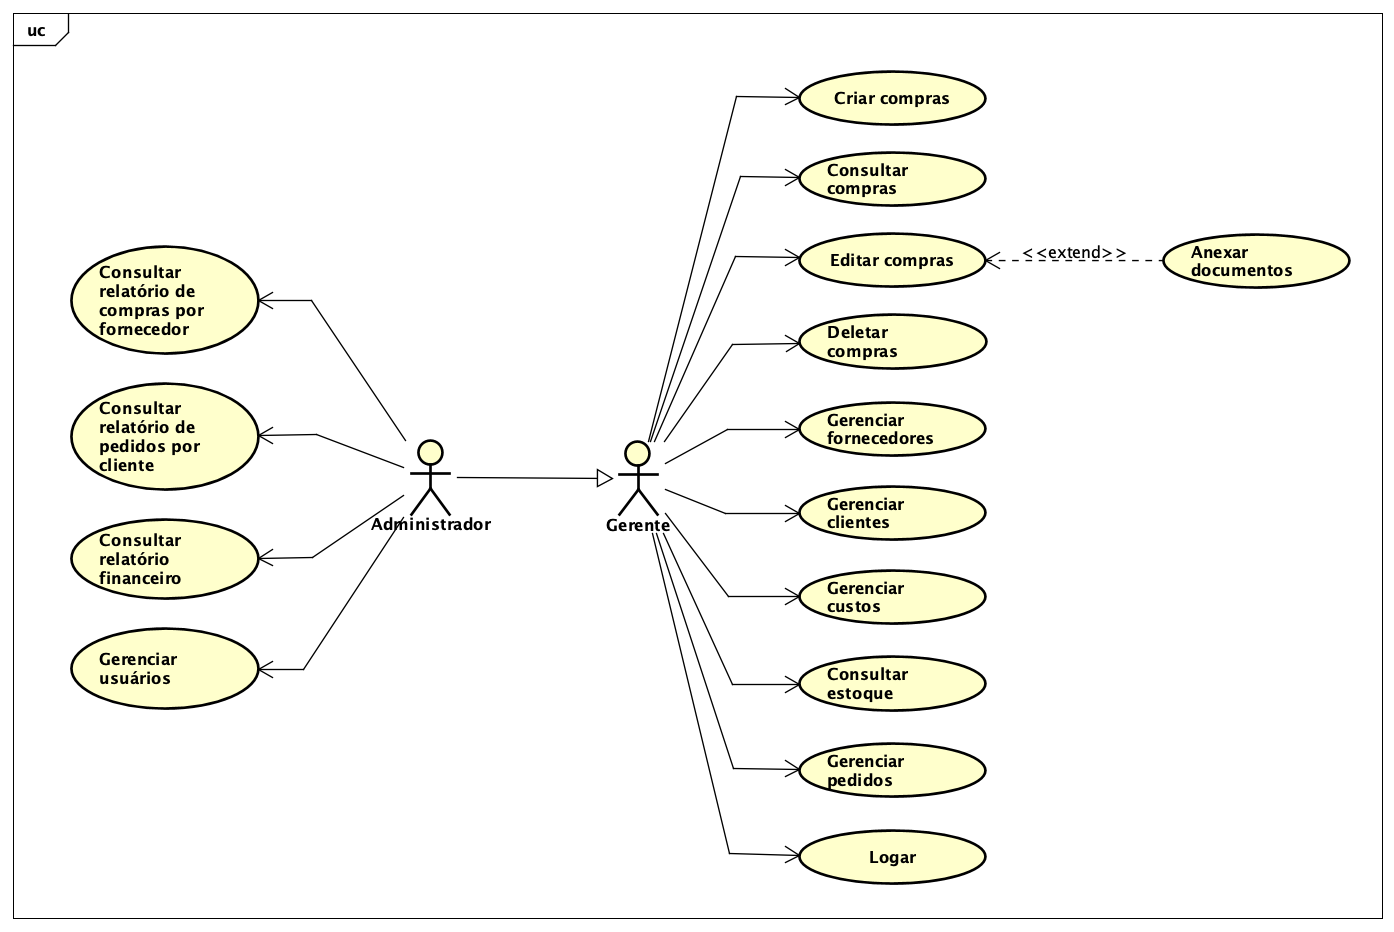 uc
Criar compras
Consultar
compras
Editar compras
<<extend>>
Anexar
documentos
Deletar
compras
Gerenciar
fornecedores
Gerenciar
clientes
Gerenciar
custos
Consultar
estoque
Gerenciar
pedidos
Logar
Consultar
relatório de
compras por
fornecedor
Consultar
relatório de
pedidos por
cliente
Consultar
relatório
financeiro
Gerenciar
usuários
Administrador
Gerente